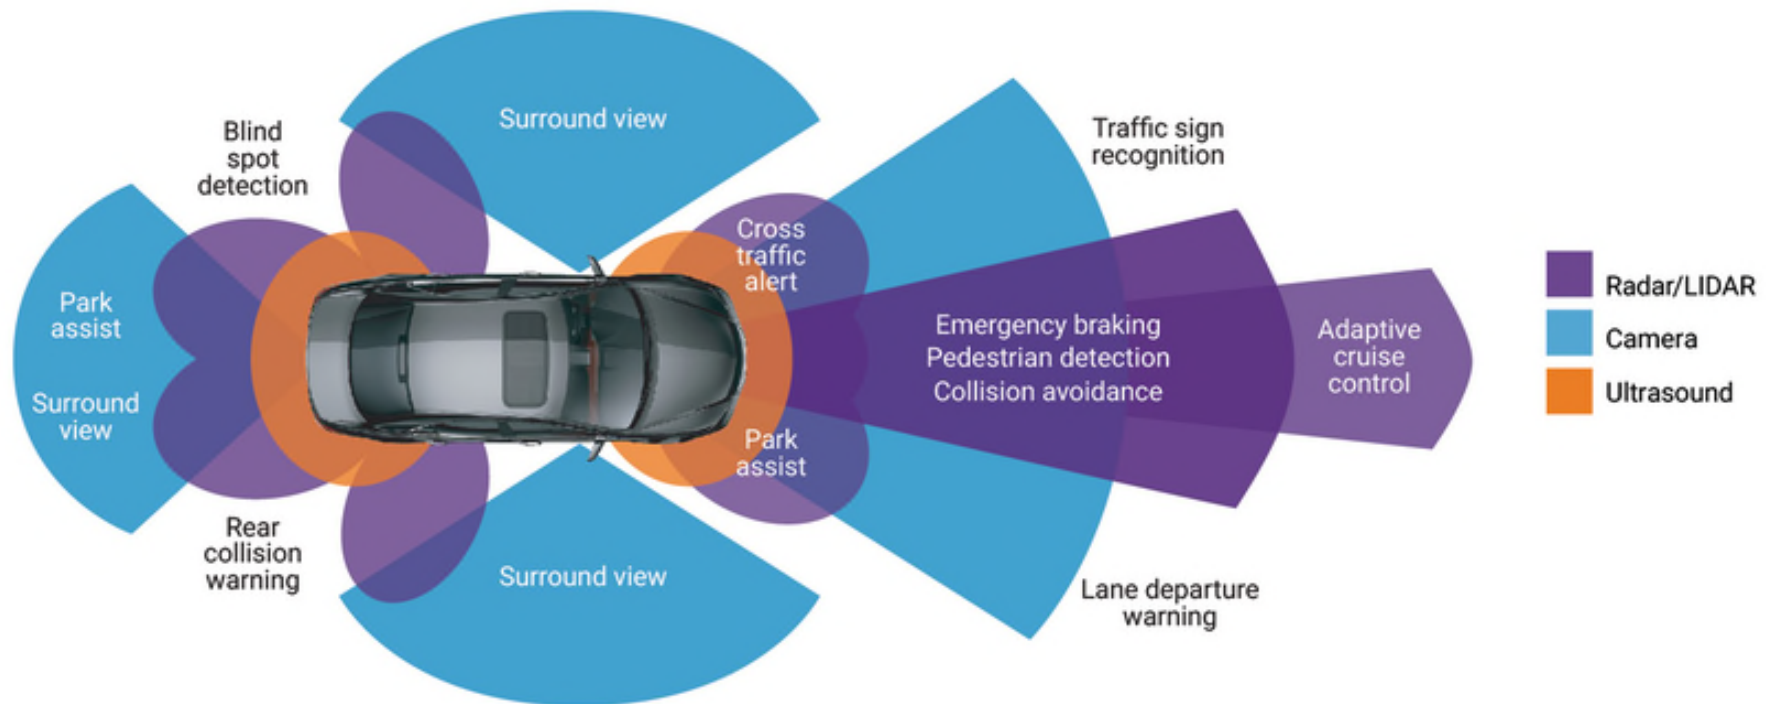 Surround view
Blind
spot
detection
Traffic sign
recognition
Cross
traffic
alert
Park
assist
Surround
view
Emergency braking
Pedestrian detection
Collision avoidance
Adaptive
cruise
control
Radar/LIDAR
Camera
Ultrasound
Park
assist
Rear
collision
warning
Surround view
Lane departure
warning